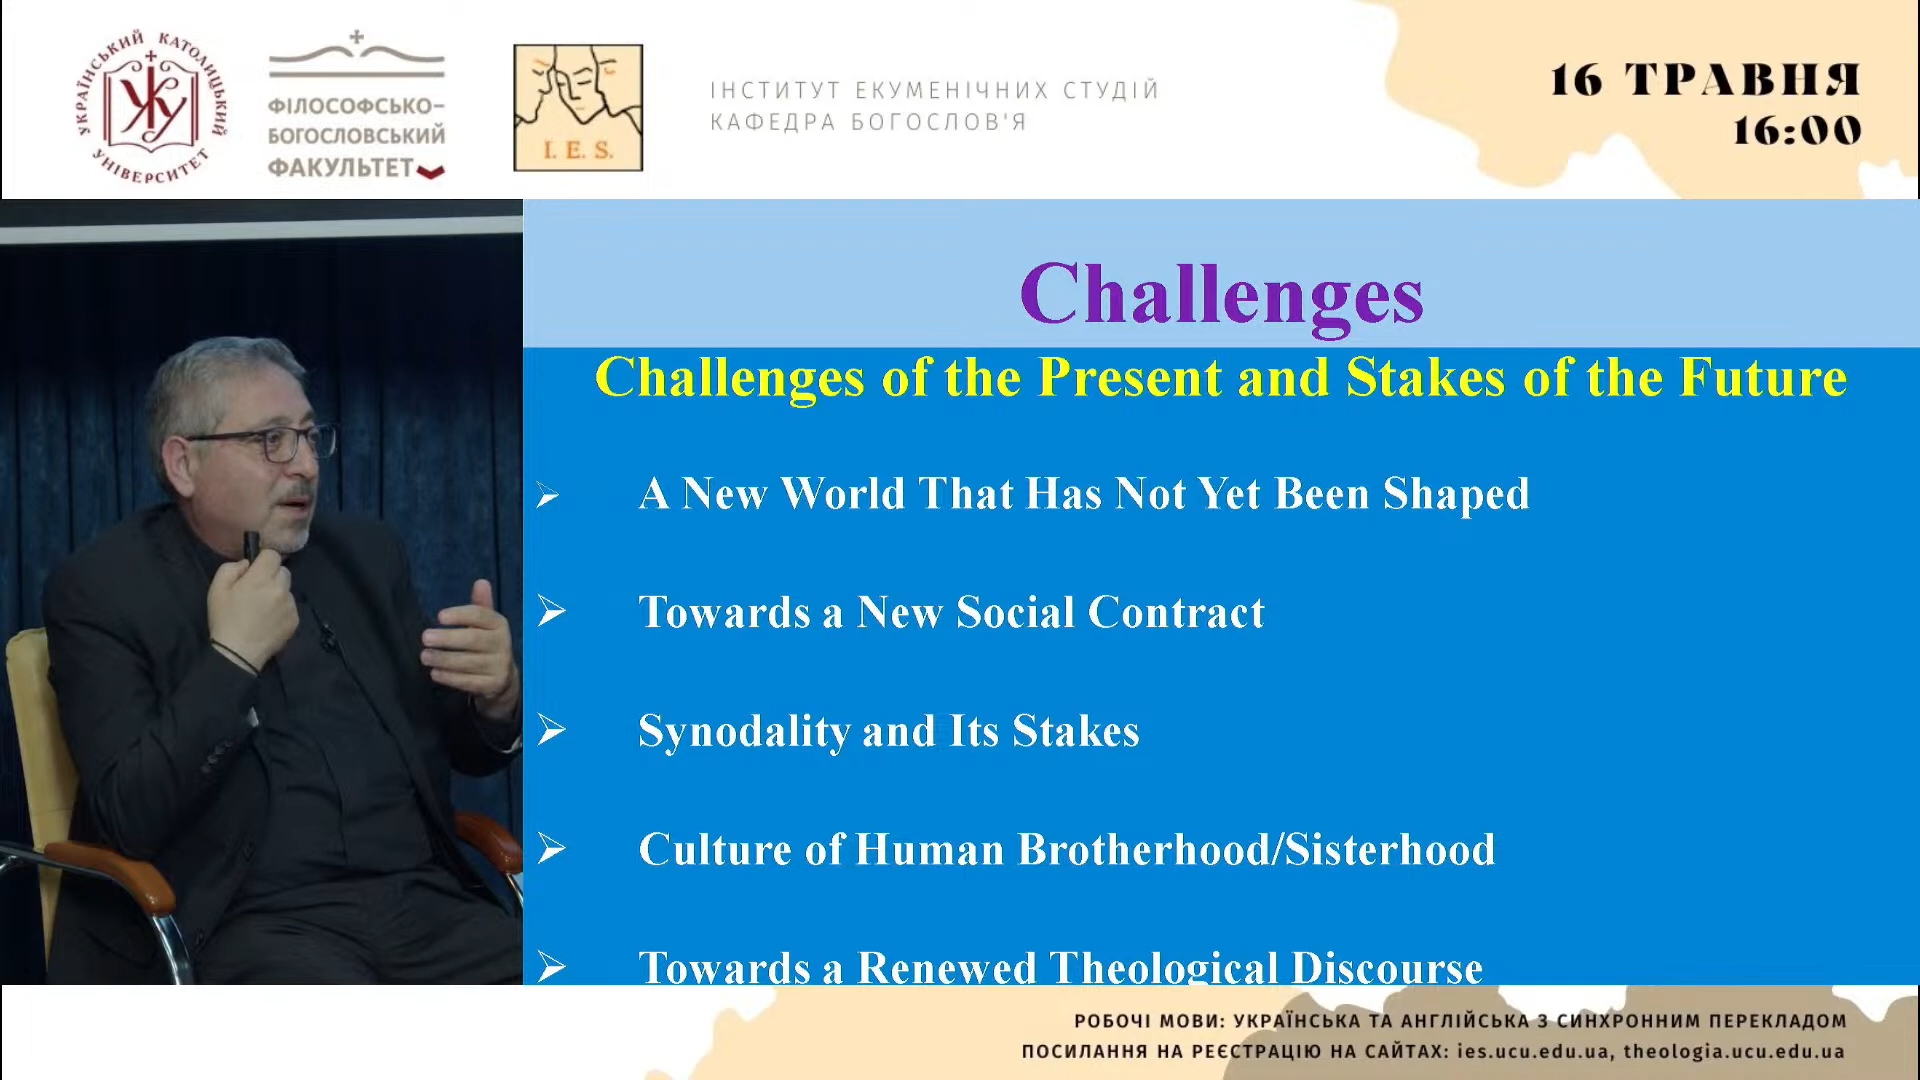 УКРАЇНСЬКИЙ КАТОЛИЦЬКИЙ УНІВЕРСИТЕТ
ФІЛОСОФСЬКО-
БОГОСЛОВСЬКИЙ
ФАКУЛЬТЕТ
I. E. S.
ІНСТИТУТ ЕКУМЕНІЧНИХ СТУДІЙ
КАФЕДРА БОГОСЛОВ'Я
16 ТРАВНЯ
16:00
Challenges
Challenges of the Present and Stakes of the Future
➢ A New World That Has Not Yet Been Shaped
➢ Towards a New Social Contract
➢ Synodality and Its Stakes
➢ Culture of Human Brotherhood/Sisterhood
➢ Towards a Renewed Theological Discourse
РОБОЧІ МОВИ: УКРАЇНСЬКА ТА АНГЛІЙСЬКА З СИНХРОННИМ ПЕРЕКЛАДОМ
ПОСИЛАННЯ НА РЕЄСТРАЦІЮ НА САЙТАХ: ies.ucu.edu.ua, theologia.ucu.edu.ua